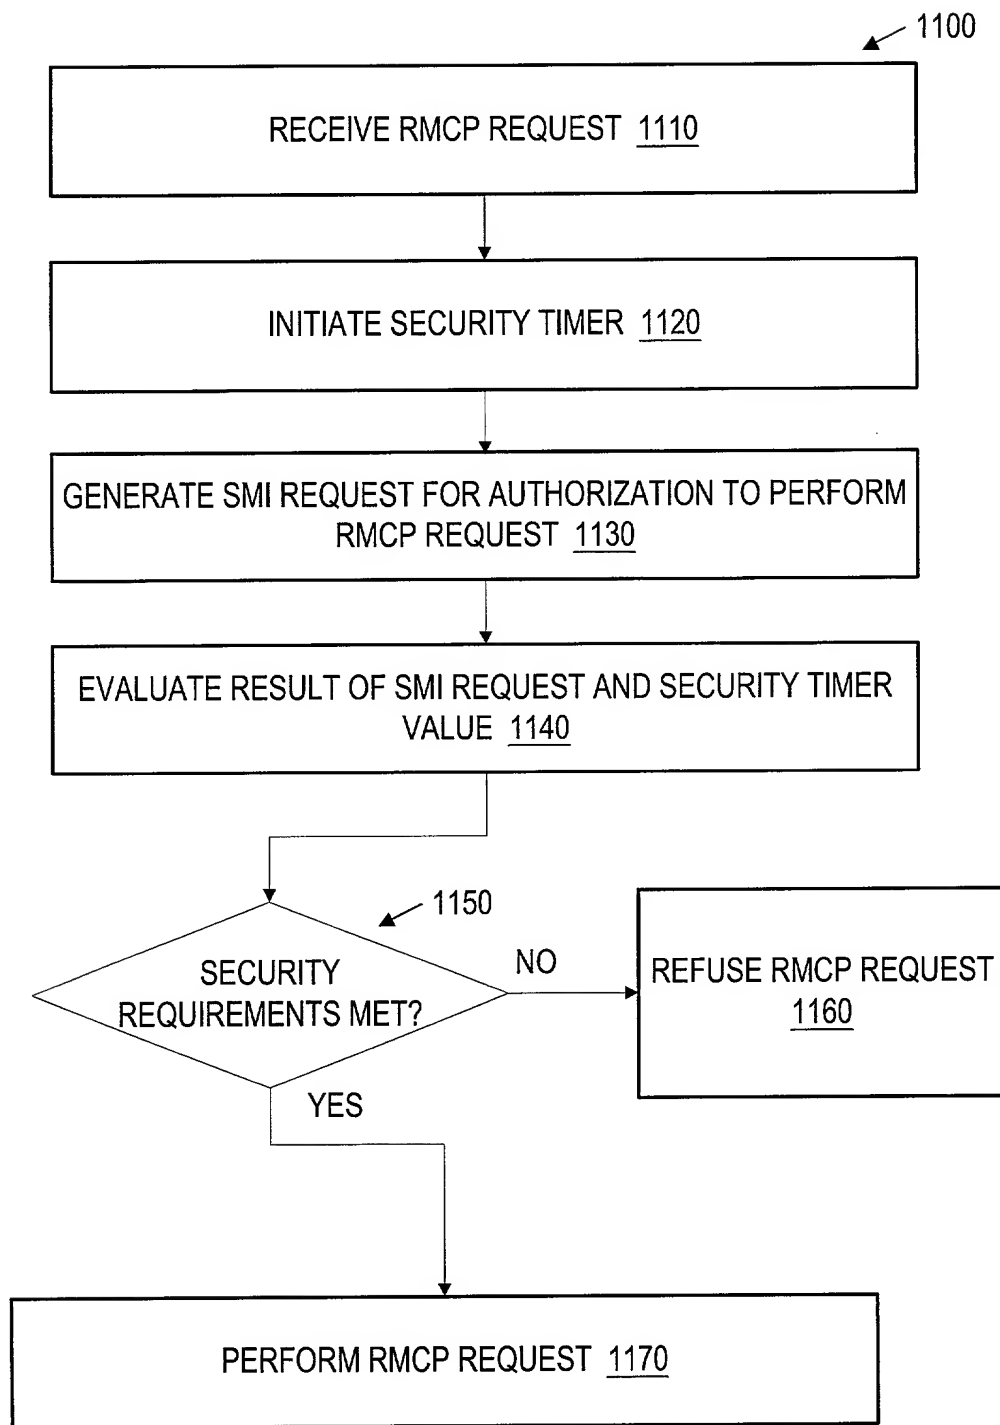 1100
RECEIVE RMCP REQUEST 1110
INITIATE SECURITY TIMER 1120
GENERATE SMI REQUEST FOR AUTHORIZATION TO PERFORM
RMCP REQUEST 1130
EVALUATE RESULT OF SMI REQUEST AND SECURITY TIMER
VALUE 1140
1150
SECURITY
REQUIREMENTS MET?
NO
REFUSE RMCP REQUEST
1160
YES
PERFORM RMCP REQUEST 1170